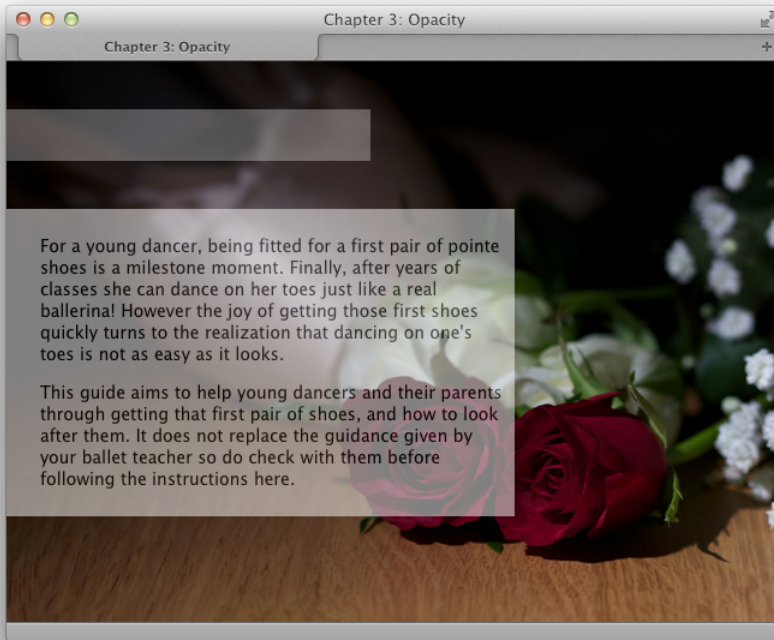 Chapter 3: Opacity
Chapter 3: Opacity
For a young dancer, being fitted for a first pair of pointe
shoes is a milestone moment. Finally, after years of
classes she can dance on her toes just like a real
ballerina! However the joy of getting those first shoes
quickly turns to the realization that dancing on one's
toes is not as easy as it looks.
This guide aims to help young dancers and their parents
through getting that first pair of shoes, and how to look
after them. It does not replace the guidance given by
your ballet teacher so do check with them before
following the instructions here.